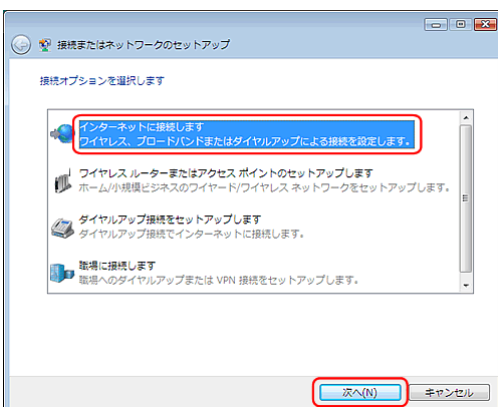 接続またはネットワークのセットアップ
接続オプションを選択します
インターネットに接続します
ワイヤレス、ブロードバンドまたはダイヤルアップによる接続を設定します。
ワイヤレス ルーターまたはアクセス ポイントのセットアップします
ホーム/小規模ビジネスのワイヤード/ワイヤレス ネットワークをセットアップします。
ダイヤルアップ接続をセットアップします
ダイヤルアップ接続でインターネットに接続します。
職場に接続します
職場へのダイヤルアップまたは VPN 接続をセットアップします。
次へ(N)
キャンセル